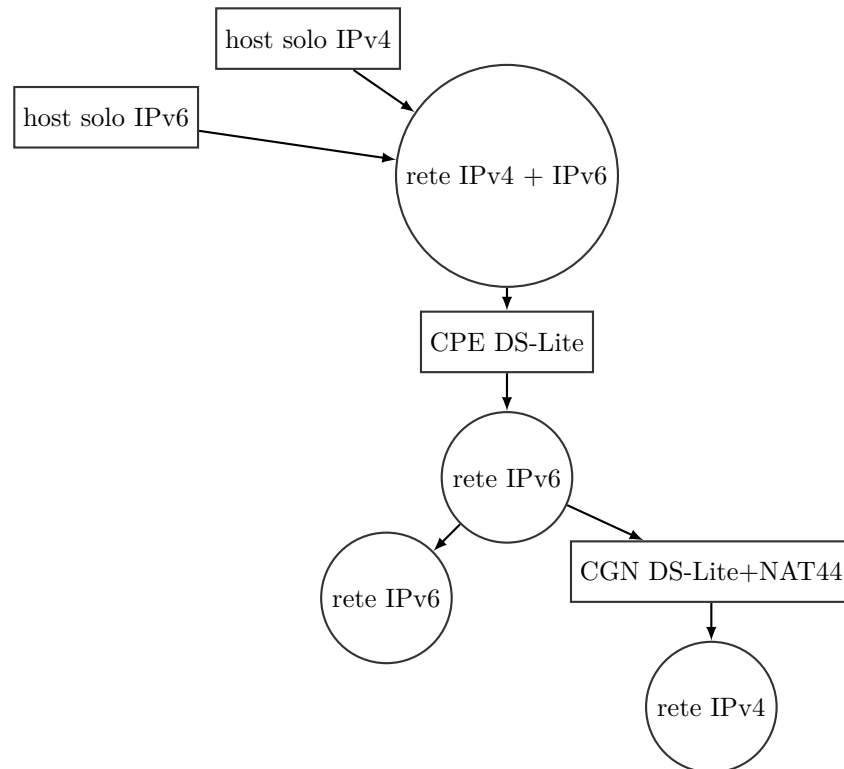 host solo IPv4
host solo IPv6
rete IPv4 + IPv6
CPE DS-Lite
rete IPv6
CGN DS-Lite+NAT44
rete IPv6
rete IPv4